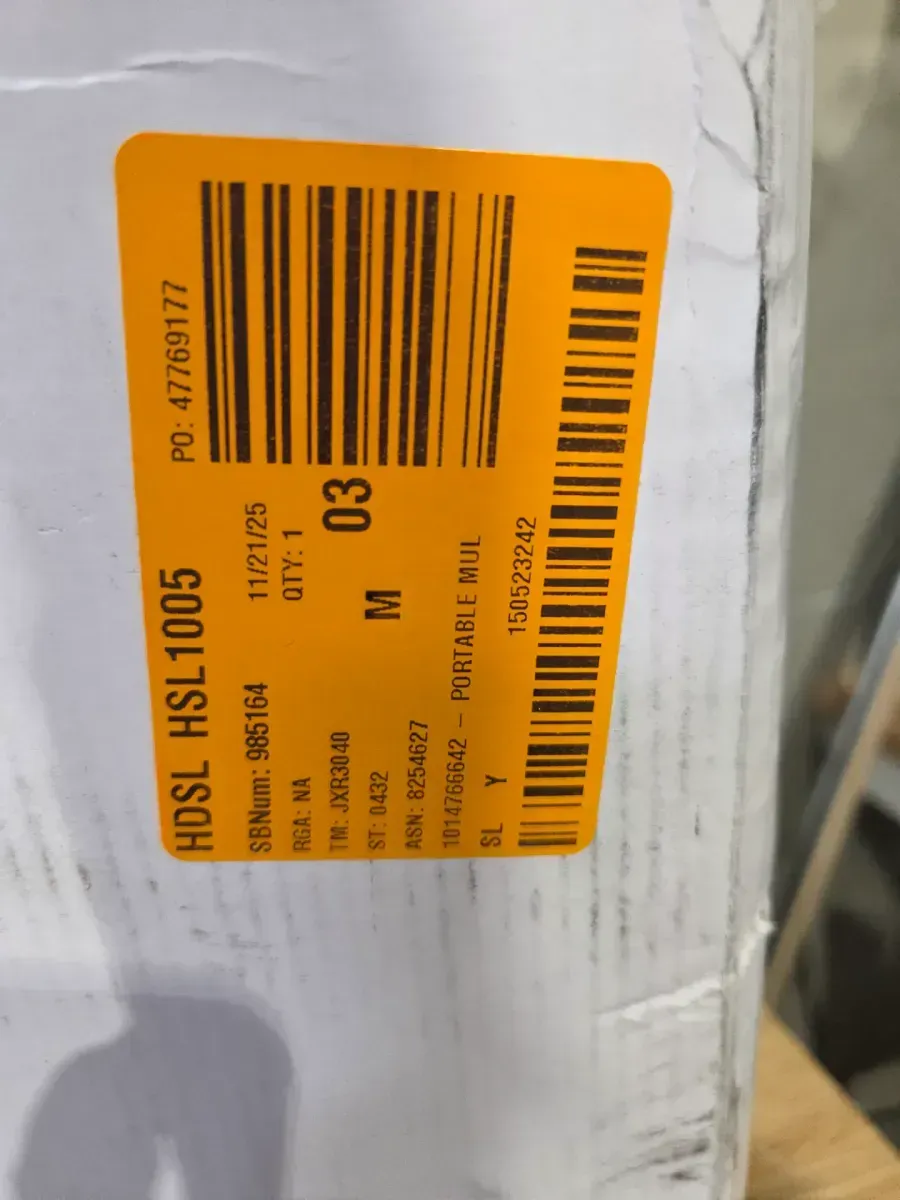 HDSL HSL1005
PO: 47769177
SBNum: 985164 11/21/25
RGA: NA QTY: 1
TM: JXR3040 03
ST: 0432 M
ASN: 8254627
1014766642 - PORTABLE MUL
SL Y 150523242